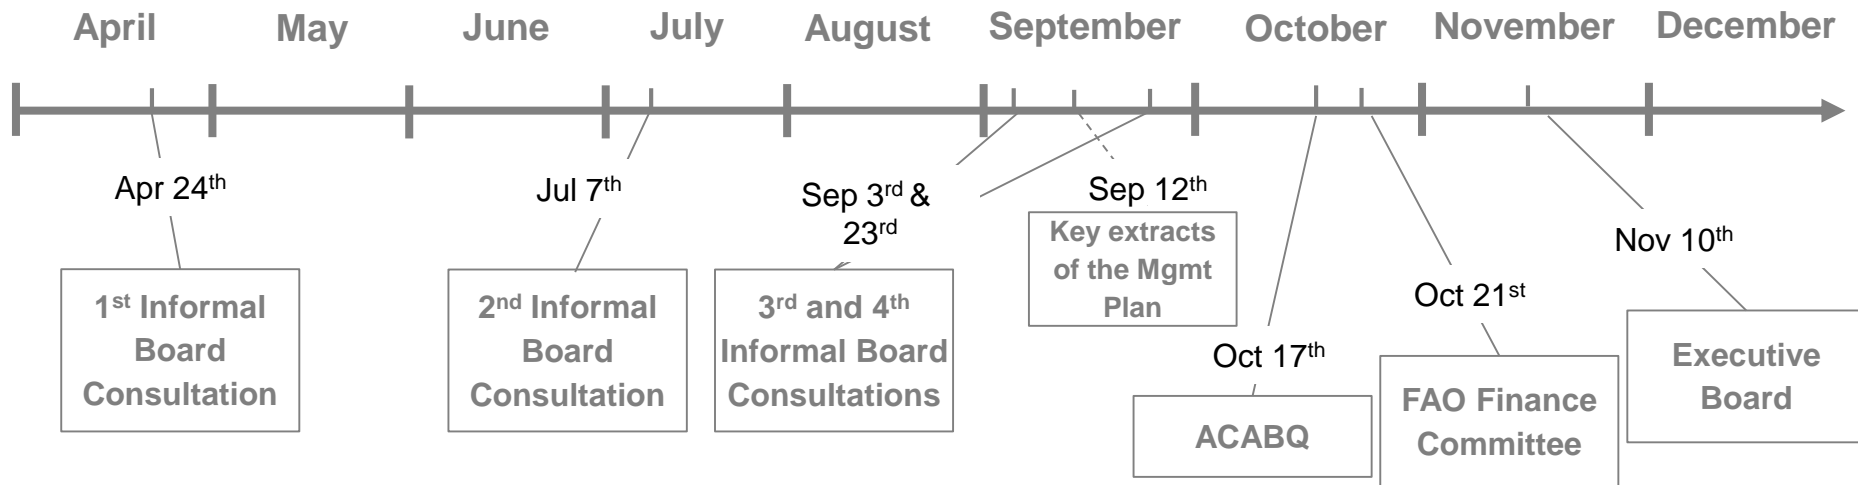 April May June July August September October November December
Apr 24th
Jul 7th
Sep 3rd &
23rd
Sep 12th
Key extracts
of the Mgmt
Plan
Nov 10th
1st Informal
Board
Consultation
2nd Informal
Board
Consultation
3rd and 4th
Informal Board
Consultations
Oct 17th
ACABQ
Oct 21st
FAO Finance
Committee
Executive
Board